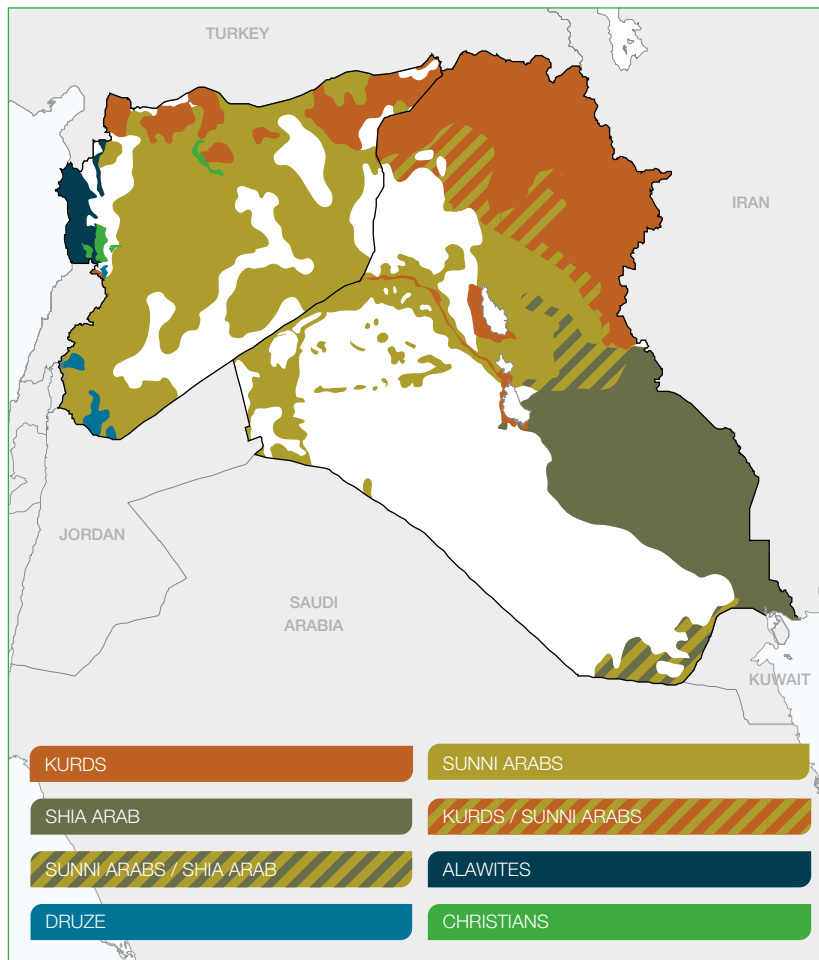 TURKEY
IRAN
JORDAN
SAUDI
ARABIA
KUWAIT
KURDS
SUNNI ARABS
SHIA ARAB
KURDS / SUNNI ARABS
SUNNI ARABS / SHIA ARAB
ALAWITES
DRUZE
CHRISTIANS